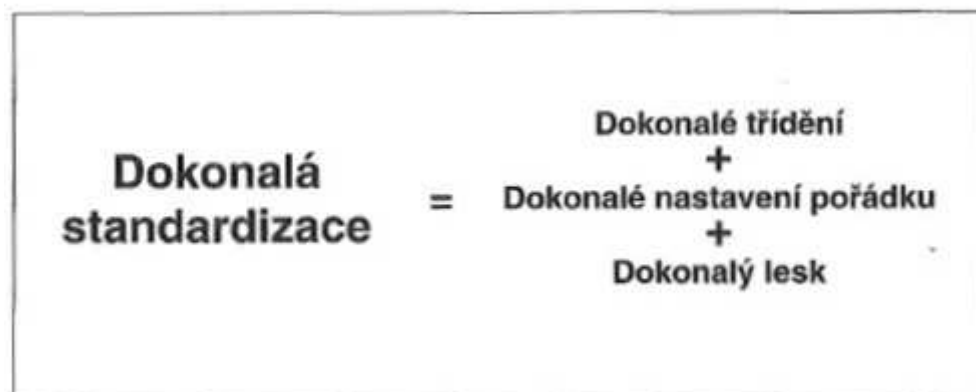 Dokonalá
standardizace
=
Dokonalé třídění
+
Dokonalé nastavení pořádku
+
Dokonalý lesk